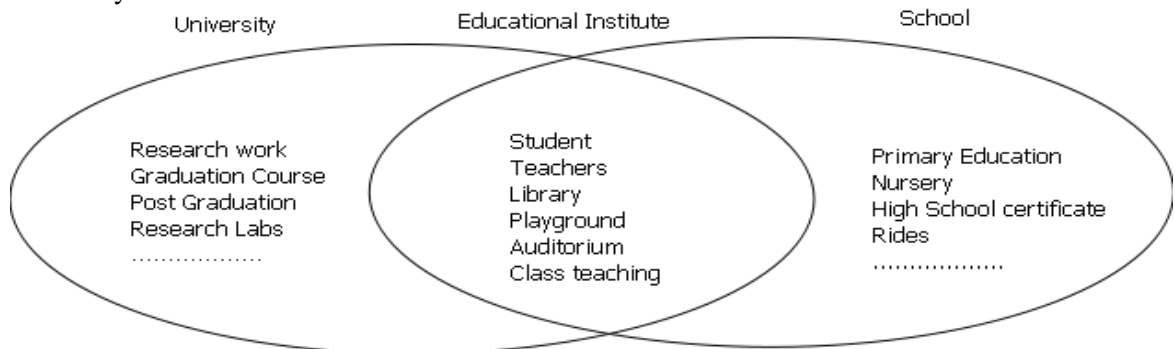 University
Educational Institute
School
Research work
Graduation Course
Post Graduation
Research Labs
..................
Student
Teachers
Library
Playground
Auditorium
Class teaching
Primary Education
Nursery
High School certificate
Rides
..................